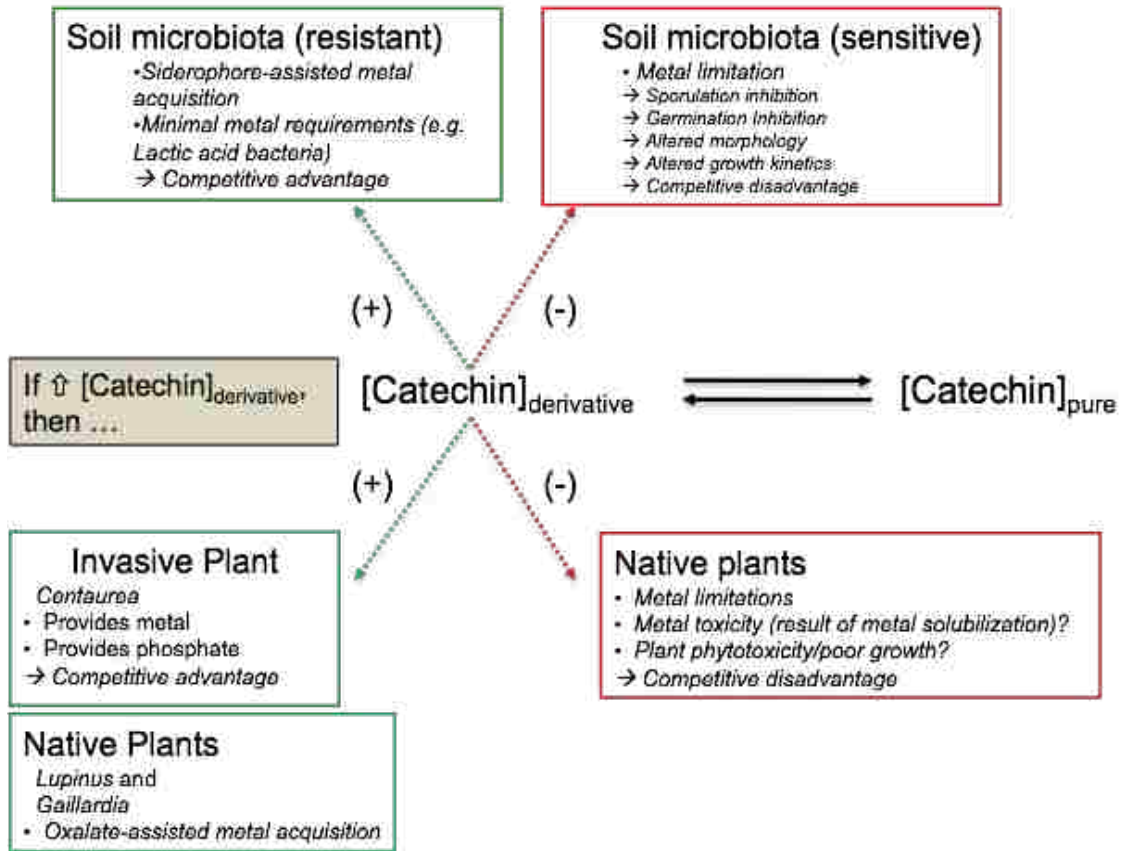 Soil microbiota (resistant)
•Siderophore-assisted metal
acquisition
•Minimal metal requirements (e.g.
Lactic acid bacteria)
→ Competitive advantage
Soil microbiota (sensitive)
• Metal limitation
→ Sporulation inhibition
→ Germination Inhibition
→ Altered morphology
→ Altered growth kinetics
→ Competitive disadvantage
(+)
(-)
If ⇧ [Catechin]derivative,
then ...
[Catechin]derivative
[Catechin]pure
(+)
(-)
Invasive Plant
Centaurea
• Provides metal
• Provides phosphate
→ Competitive advantage
Native plants
• Metal limitations
• Metal toxicity (result of metal solubilization)?
• Plant phytotoxicity/poor growth?
→ Competitive disadvantage
Native Plants
Lupinus and
Gaillardia
• Oxalate-assisted metal acquisition